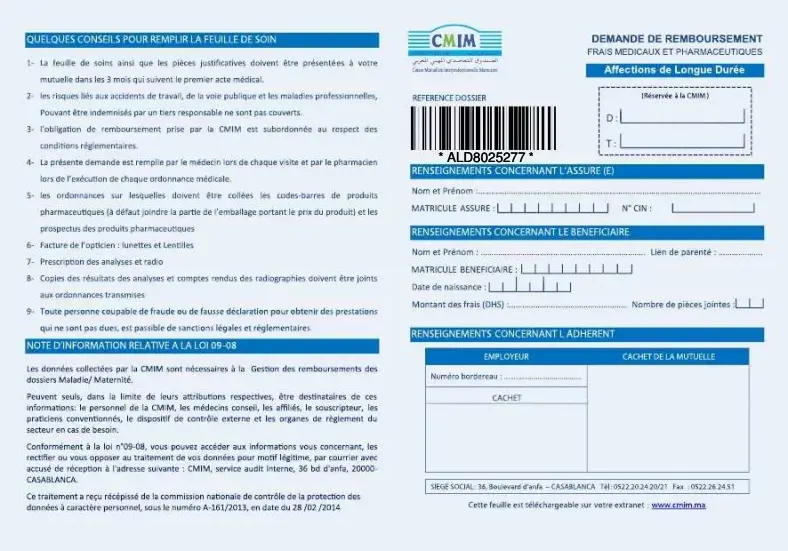 QUELQUES CONSEILS POUR REMPLIR LA FEUILLE DE SOIN
1- La feuille de soins ainsi que les pièces justificatives doivent être présentées à votre
mutuelle dans les 3 mois qui suivent le premier acte médical.
2- les risques liés aux accidents de travail, de la voie publique et les maladies professionnelles,
Pouvant être indemnisés par un tiers responsable ne sont pas couverts.
3- l'obligation de remboursement prise par la CMIM est subordonnée au respect des
conditions réglementaires.
4- La présente demande est remplie par le médecin lors de chaque visite et par le pharmacien
lors de l'exécution de chaque ordonnance médicale.
5- les ordonnances sur lesquelles doivent être collées les codes-barres de produits
pharmaceutiques (à défaut joindre la partie de l'emballage portant le prix du produit) et les
prospectus des produits pharmaceutiques
6- Facture de l'opticien : lunettes et Lentilles
7- Prescription des analyses et radio
8- Copies des résultats des analyses et comptes rendus des radiographies doivent être joints
aux ordonnances transmises
9- Toute personne coupable de fraude ou de fausse déclaration pour obtenir des prestations
qui ne sont pas dues, est passible de sanctions légales et réglementaires.
NOTE D'INFORMATION RELATIVE A LA LOI 09-08
Les données collectées par la CMIM sont nécessaires à la Gestion des remboursements des
dossiers Maladie/ Maternité.
Peuvent seuls, dans la limite de leurs attributions respectives, être destinataires de ces
informations: le personnel de la CMIM, les médecins conseil, les affiliés, le souscripteur, les
praticiens conventionnés, le dispositif de contrôle externe et les organes de règlement du
secteur en cas de besoin.
Conformément à la loi n°09-08, vous pouvez accéder aux informations vous concernant, les
rectifier ou vous opposer au traitement de vos données pour motif légitime, par courrier avec
accusé de réception à l'adresse suivante : CMIM, service audit interne, 36 bd d'anfa, 20000-
CASABLANCA.
Ce traitement a reçu récépissé de la commission nationale de contrôle de la protection des
données à caractère personnel, sous le numéro A-161/2013, en date du 28 /02 /2014
CMIM
الصندوق التعاضدي المهني المغربي
Caisse Mutualiste Interprofessionnelle Marocaine
DEMANDE DE REMBOURSEMENT
FRAIS MEDICAUX ET PHARMACEUTIQUES
Affections de Longue Durée
REFERENCE DOSSIER
* ALD8025277 *
(Réservée à la CMIM)
D :
T :
RENSEIGNEMENTS CONCERNANT L'ASSURE (E)
Nom et Prénom :
MATRICULE ASSURE : N° CIN :
RENSEIGNEMENTS CONCERNANT LE BENEFICIAIRE
Nom et Prénom : Lien de parenté :
MATRICULE BENEFICIAIRE :
Date de naissance :
Montant des frais (DHS) : Nombre de pièces jointes :
RENSEIGNEMENTS CONCERNANT L ADHERENT
EMPLOYEUR CACHET DE LA MUTUELLE
Numéro bordereau :
CACHET
SIEGE SOCIAL : 36, Boulevard d'anfa – CASABLANCA Tél : 0522.20.24.20/21 Fax : 0522.26.24.51
Cette feuille est téléchargeable sur votre extranet : www.cmim.ma